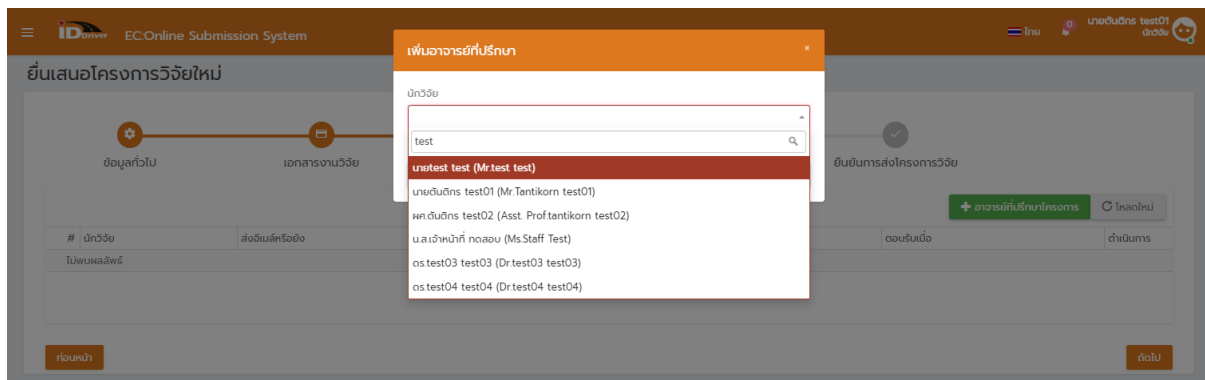 iDDriver EC:Online Submission System
ไทย
0
นายตันติกร test01
นักวิจัย
ยื่นเสนอโครงการวิจัยใหม่
เพิ่มอาจารย์ที่ปรึกษา ×
นักวิจัย
test
นายtest test (Mr.test test)
นายตันติกร test01 (Mr.Tantikorn test01)
ผศ.ตันติกร test02 (Asst. Prof.tantikorn test02)
น.ส.เจ้าหน้าที่ ทดสอบ (Ms.Staff Test)
ดร.test03 test03 (Dr.test03 test03)
ดร.test04 test04 (Dr.test04 test04)
ข้อมูลทั่วไป เอกสารงานวิจัย ยืนยันการส่งโครงการวิจัย
อาจารย์ที่ปรึกษาโครงการ โหลดใหม่
# นักวิจัย ส่งอีเมล์หรือยัง ตอบรับเมื่อ ดำเนินการ
ไม่พบผลลัพธ์
ก่อนหน้า ถัดไป